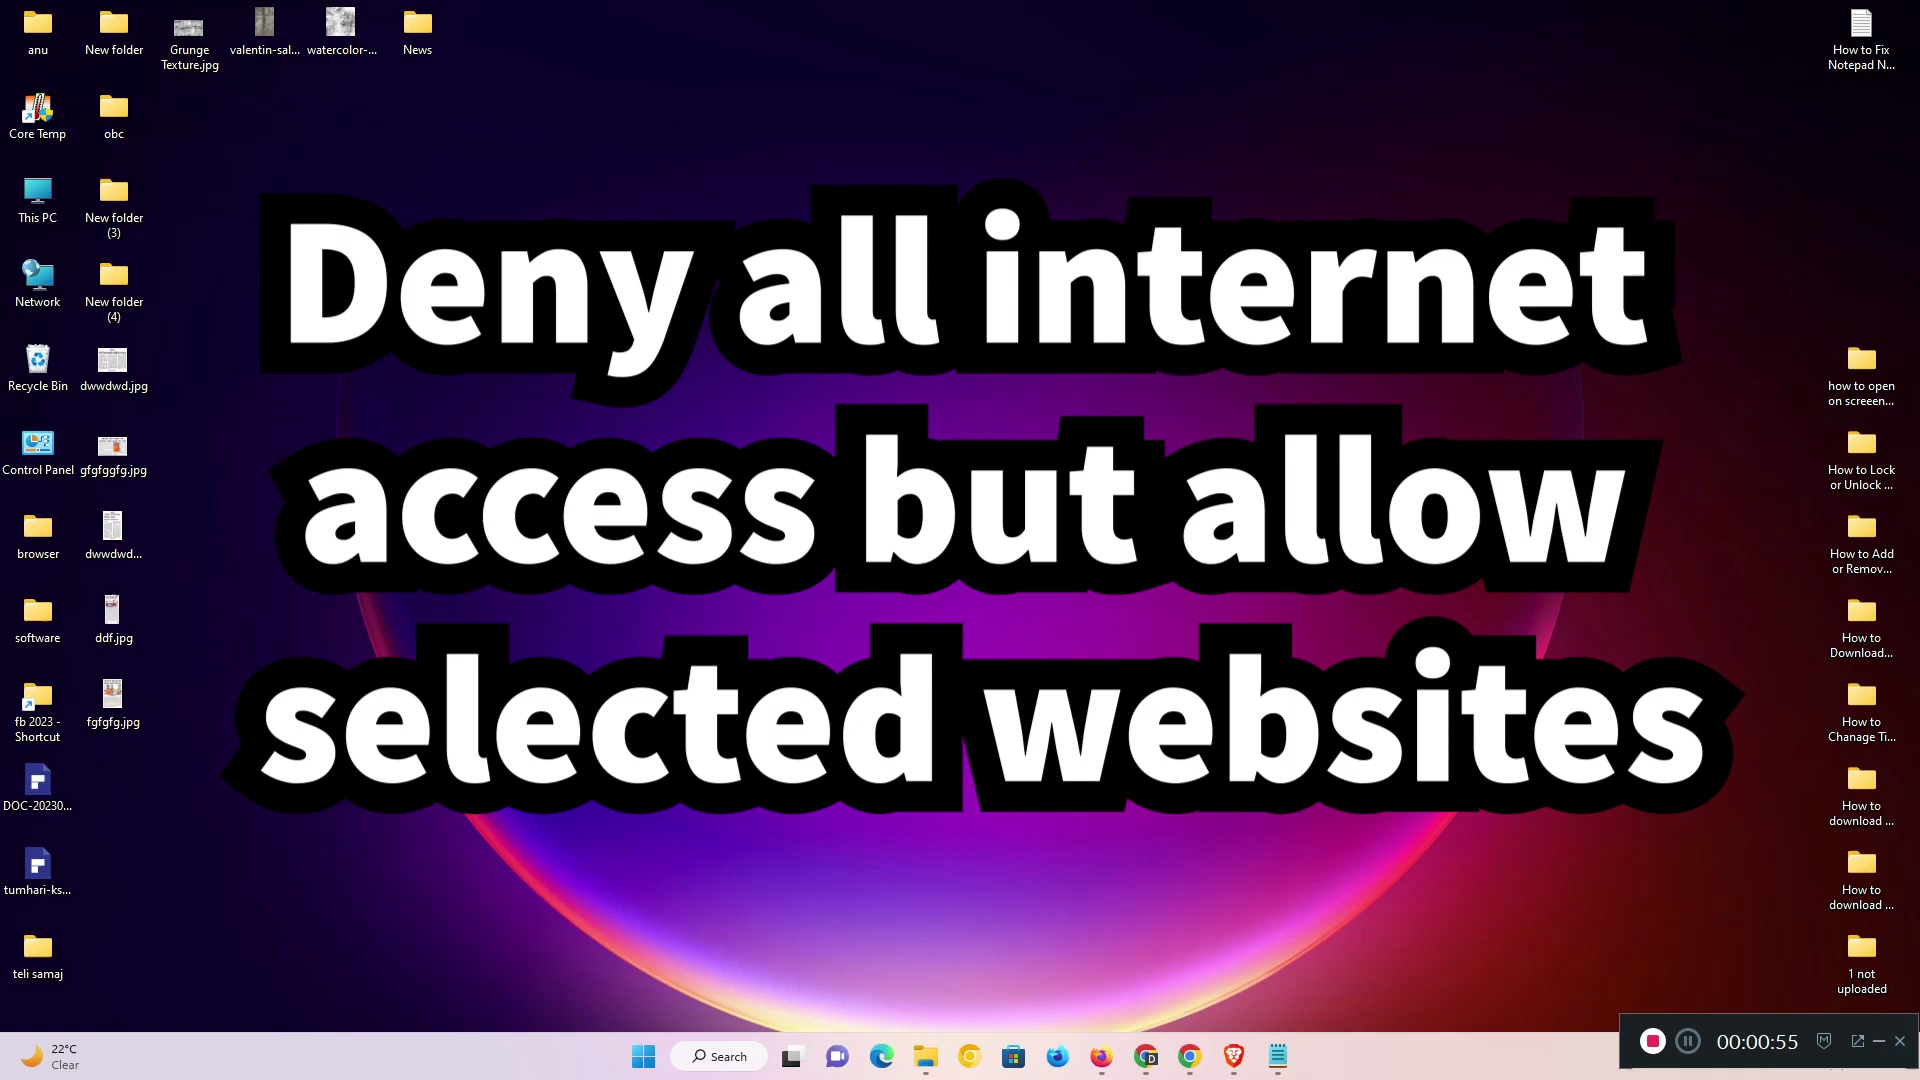 anu
New folder
Grunge
Texture.jpg
valentin-sal...
watercolor-...
News
How to Fix
Notepad N...
Core Temp
obc
This PC
New folder
(3)
Network
New folder
(4)
Recycle Bin
dwwdwd.jpg
Control Panel
gfgfggfg.jpg
browser
dwwdwd...
software
ddf.jpg
fb 2023 -
Shortcut
fgfgfg.jpg
DOC-20230...
tumhari-ks...
teli samaj
Deny all internet
access but allow
selected websites
how to open
on screeen...
How to Lock
or Unlock ...
How to Add
or Remov...
How to
Download...
How to
Chanage Ti...
How to
download ...
How to
download ...
1 not
uploaded
22°C
Clear
Search
00:00:55